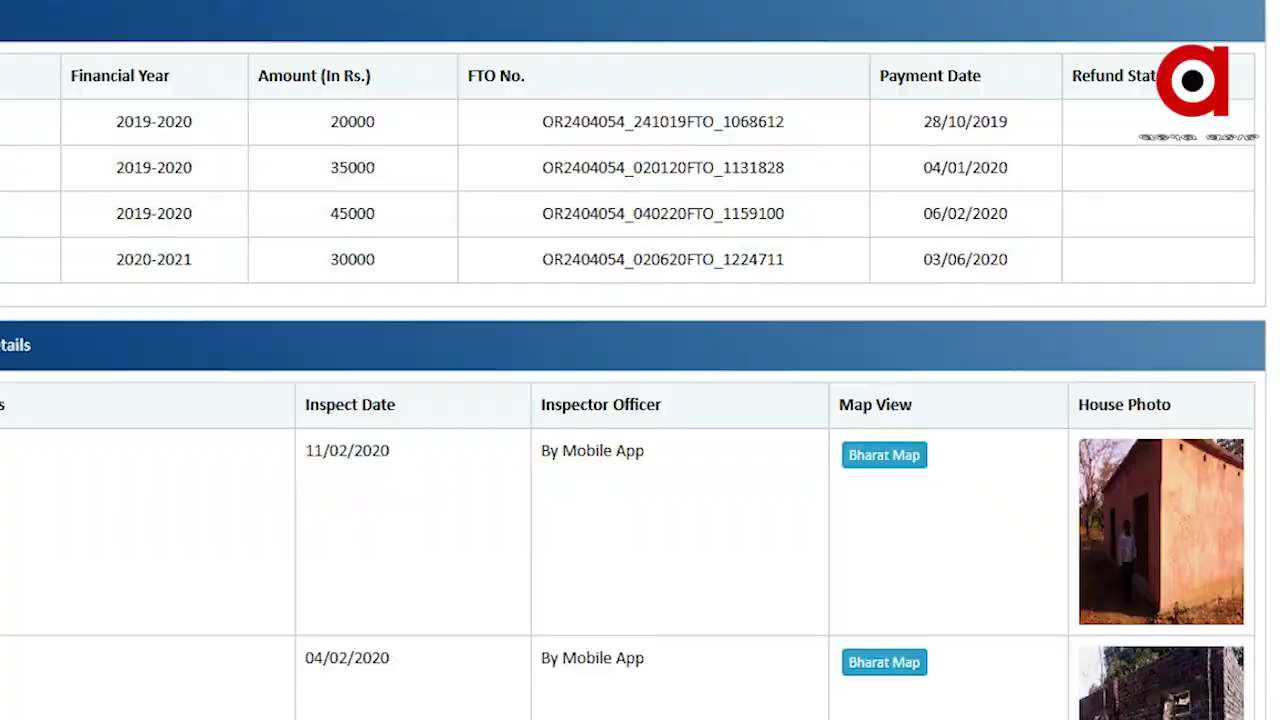 Financial Year Amount (In Rs.) FTO No. Payment Date Refund Stat
2019-2020 20000 OR2404054_241019FTO_1068612 28/10/2019
2019-2020 35000 OR2404054_020120FTO_1131828 04/01/2020
2019-2020 45000 OR2404054_040220FTO_1159100 06/02/2020
2020-2021 30000 OR2404054_020620FTO_1224711 03/06/2020
tails
s Inspect Date Inspector Officer Map View House Photo
11/02/2020 By Mobile App Bharat Map
04/02/2020 By Mobile App Bharat Map